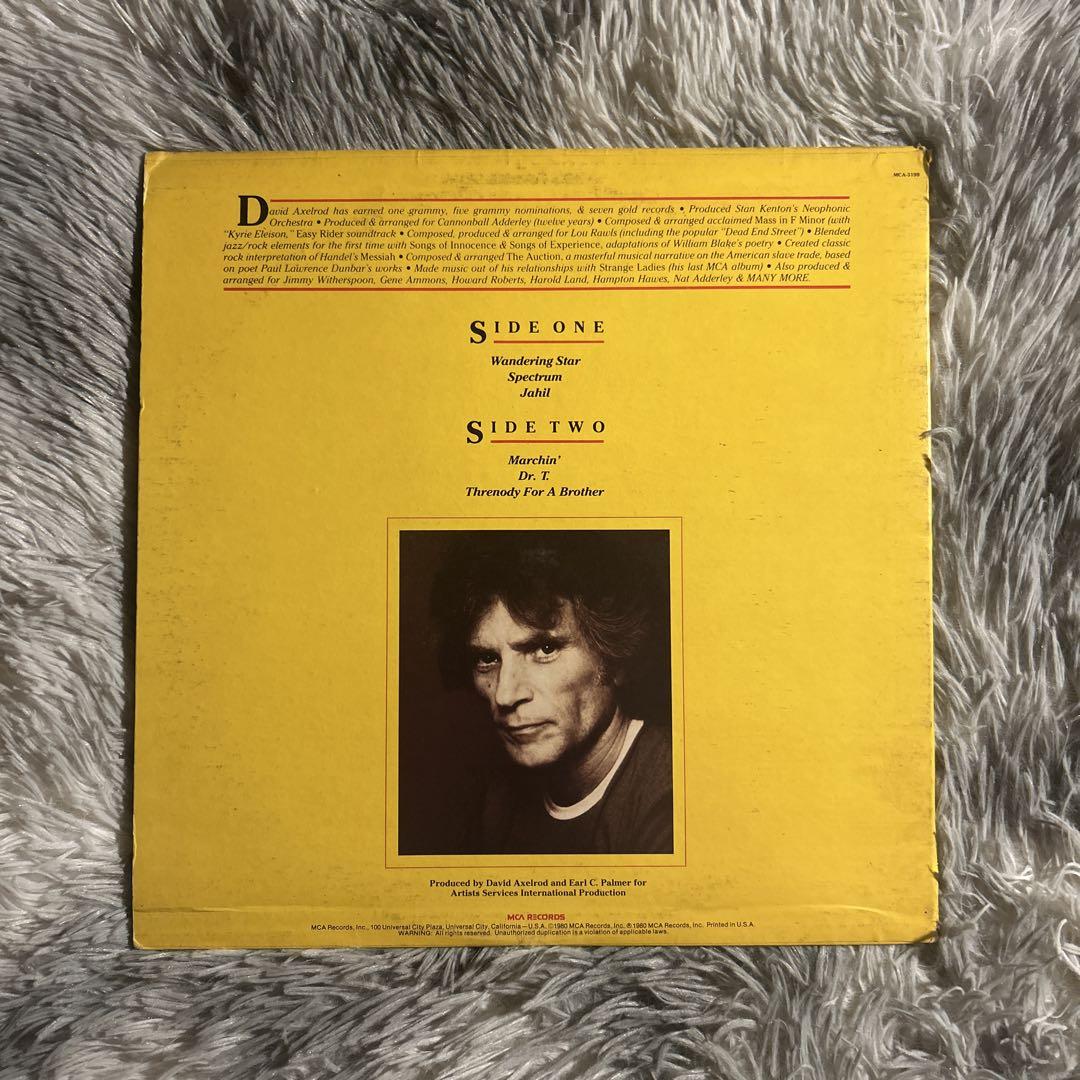 MCA-3199
David Axelrod has earned one grammy, five grammy nominations, & seven gold records • Produced Stan Kenton's Neophonic
Orchestra • Produced & arranged for Cannonball Adderley (twelve years) • Composed & arranged acclaimed Mass in F Minor (with
"Kyrie Eleison," Easy Rider soundtrack • Composed, produced & arranged for Lou Rawls (including the popular "Dead End Street") • Blended
jazz/rock elements for the first time with Songs of Innocence & Songs of Experience, adaptations of William Blake's poetry • Created classic
rock interpretation of Handel's Messiah • Composed & arranged The Auction, a masterful musical narrative on the American slave trade, based
on poet Paul Lawrence Dunbar's works • Made music out of his relationships with Strange Ladies (his last MCA album) • Also produced &
arranged for Jimmy Witherspoon, Gene Ammons, Howard Roberts, Harold Land, Hampton Hawes, Nat Adderley & MANY MORE.
SIDE ONE
Wandering Star
Spectrum
Jahil
SIDE TWO
Marchin'
Dr. T.
Threnody For A Brother
Produced by David Axelrod and Earl C. Palmer for
Artists Services International Production
MCA RECORDS
MCA Records, Inc., 100 Universal City Plaza, Universal City, California—U.S.A. ©1980 MCA Records, Inc. ℗1980 MCA Records, Inc. Printed in U.S.A.
WARNING: All rights reserved. Unauthorized duplication is a violation of applicable laws.